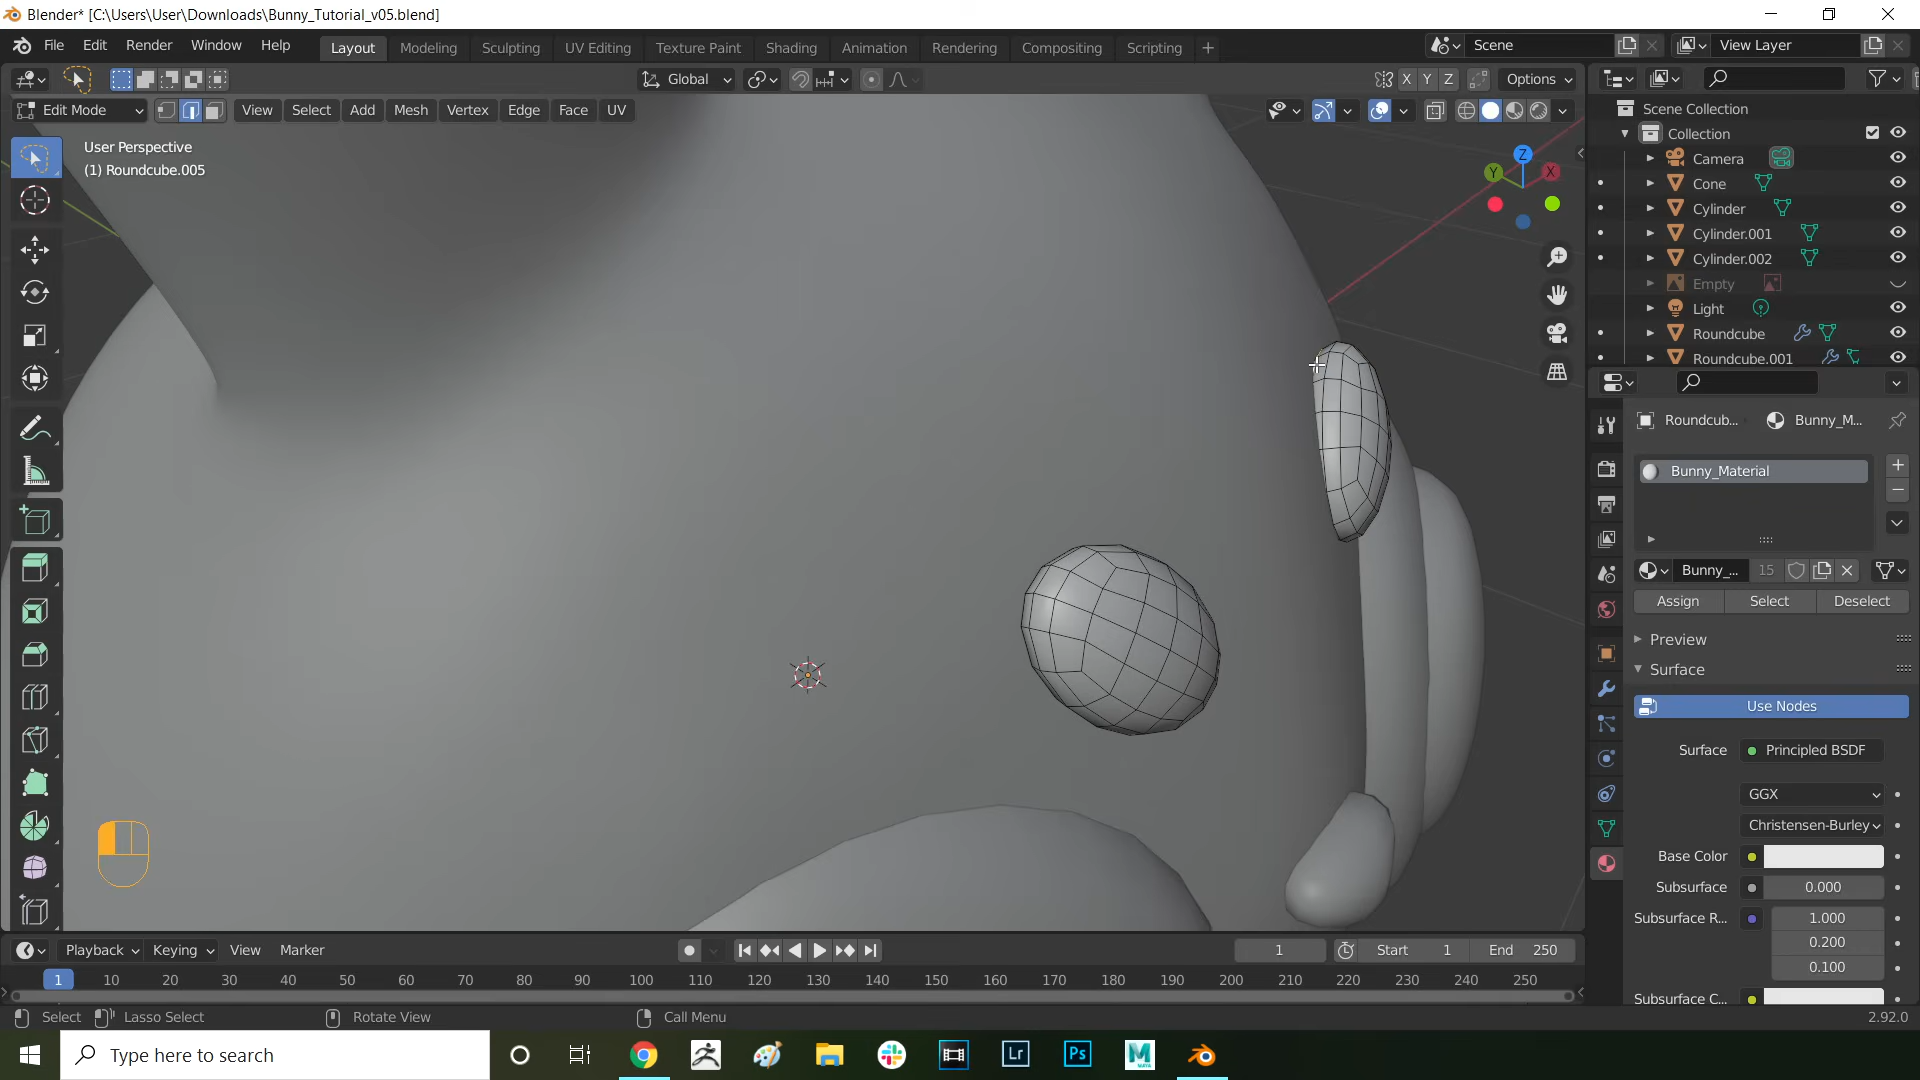 Blender* [C:\Users\User\Downloads\Bunny_Tutorial_v05.blend]
File Edit Render Window Help
Layout Modeling Sculpting UV Editing Texture Paint Shading Animation Rendering Compositing Scripting +
Scene
View Layer
Global
X Y Z
Options
Edit Mode
View Select Add Mesh Vertex Edge Face UV
User Perspective
(1) Roundcube.005
Z
Y
X
Scene Collection
Collection
Camera
Cone
Cylinder
Cylinder.001
Cylinder.002
Empty
Light
Roundcube
Roundcube.001
Roundcub...
Bunny_M...
Bunny_Material
Bunny_...
15
Assign
Select
Deselect
Preview
Surface
Use Nodes
Surface
Principled BSDF
GGX
Christensen-Burley
Base Color
Subsurface
0.000
Subsurface R...
1.000
0.200
0.100
Subsurface C...
Playback Keying View Marker
1
Start 1
End 250
1 10 20 30 40 50 60 70 80 90 100 110 120 130 140 150 160 170 180 190 200 210 220 230 240 250
Select
Lasso Select
Rotate View
Call Menu
2.92.0
Type here to search
Lr
Ps
M